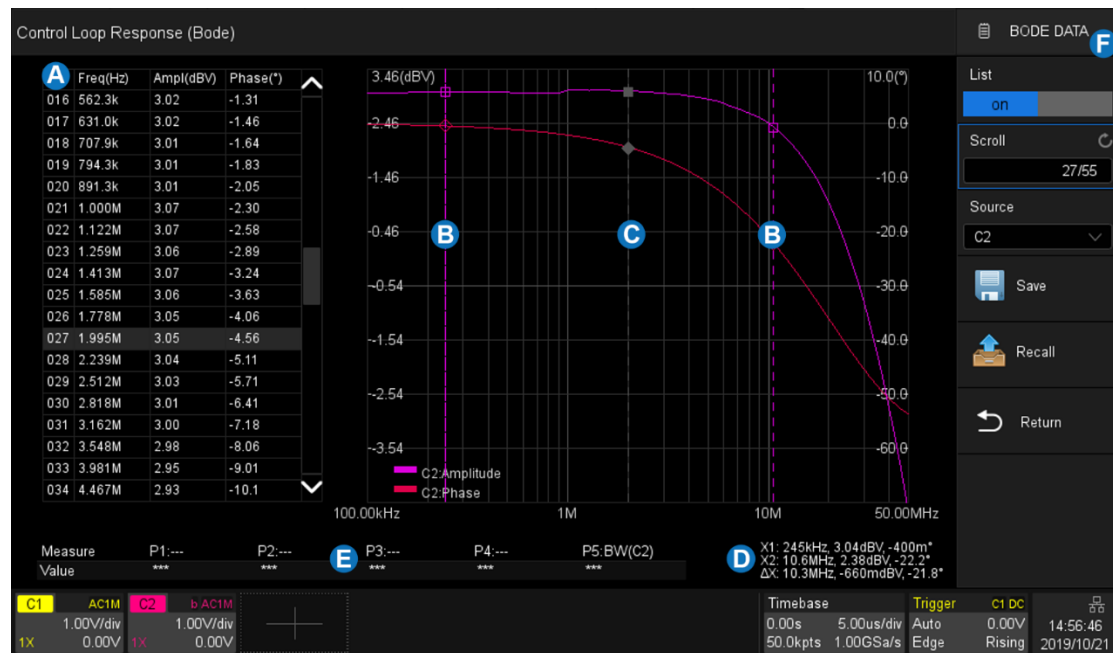 Control Loop Response (Bode)
BODE DATA
F
A
Freq(Hz) Ampl(dBV) Phase(°)
016 562.3k 3.02 -1.31
017 631.0k 3.02 -1.46
018 707.9k 3.01 -1.64
019 794.3k 3.01 -1.83
020 891.3k 3.01 -2.05
021 1.000M 3.07 -2.30
022 1.122M 3.07 -2.58
023 1.259M 3.06 -2.89
024 1.413M 3.07 -3.24
025 1.585M 3.06 -3.63
026 1.778M 3.05 -4.06
027 1.995M 3.05 -4.56
028 2.239M 3.04 -5.11
029 2.512M 3.03 -5.71
030 2.818M 3.01 -6.41
031 3.162M 3.00 -7.18
032 3.548M 2.98 -8.06
033 3.981M 2.95 -9.01
034 4.467M 2.93 -10.1
3.46(dBV) 10.0(°)
-2.46 0.0
-1.46 -10.0
-0.46 -20.0
-0.54 -30.0
-1.54 -40.0
-2.54 -50.0
-3.54 -60.0
B C B
C2:Amplitude
C2:Phase
100.00kHz 1M 10M 50.00MHz
List
on
Scroll
27/55
Source
C2
Save
Recall
Return
Measure P1:--- P2:--- P3:--- P4:--- P5:BW(C2)
Value *** *** *** *** ***
E
D
X1: 245kHz, 3.04dBV, -400m°
X2: 10.6MHz, 2.38dBV, -22.2°
ΔX: 10.3MHz, -660mdBV, -21.8°
C1 AC1M
1.00V/div
1X 0.00V
C2 b AC1M
1.00V/div
1X 0.00V
Timebase
0.00s 5.00us/div
50.0kpts 1.00GSa/s
Trigger C1 DC
Auto 0.00V
Edge Rising
14:56:46
2019/10/21